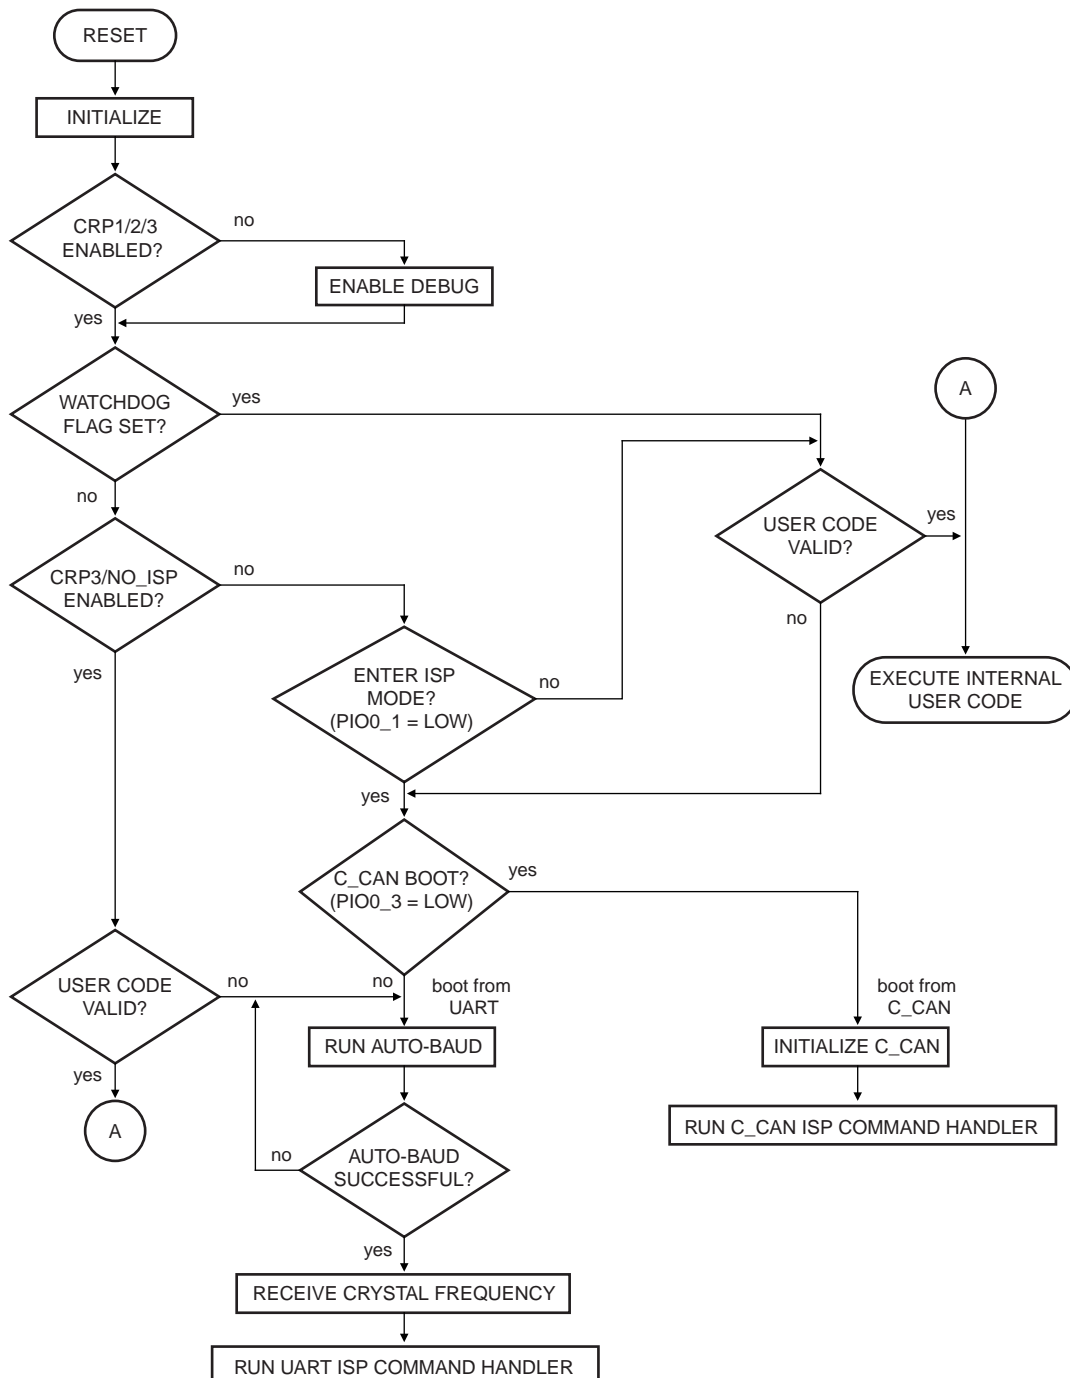 RESET
INITIALIZE
CRP1/2/3
ENABLED?
no
ENABLE DEBUG
yes
WATCHDOG
FLAG SET?
yes
A
no
USER CODE
VALID?
yes
CRP3/NO_ISP
ENABLED?
no
no
yes
ENTER ISP
MODE?
(PIO0_1 = LOW)
no
EXECUTE INTERNAL
USER CODE
yes
C_CAN BOOT?
(PIO0_3 = LOW)
yes
USER CODE
VALID?
no
no
boot from
UART
boot from
C_CAN
RUN AUTO-BAUD
INITIALIZE C_CAN
yes
A
RUN C_CAN ISP COMMAND HANDLER
no
AUTO-BAUD
SUCCESSFUL?
yes
RECEIVE CRYSTAL FREQUENCY
RUN UART ISP COMMAND HANDLER